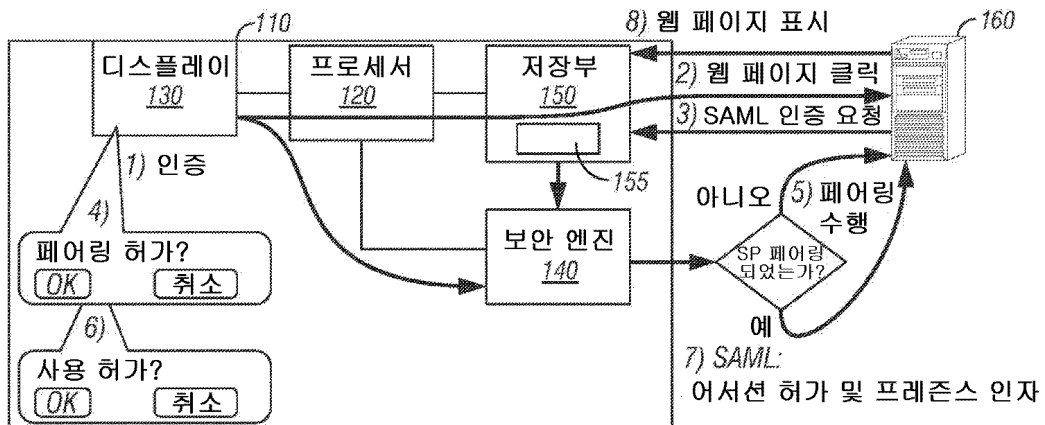 110
8) 웹 페이지 표시
160
디스플레이
130
프로세서
120
저장부
150
2) 웹 페이지 클릭
3) SAML 인증 요청
155
1) 인증
4)
페어링 허가?
OK
취소
보안 엔진
140
아니오
5) 페어링
수행
SP 페어링
되었는가?
예
6)
사용 허가?
OK
취소
7) SAML:
어서션 허가 및 프레즌스 인자